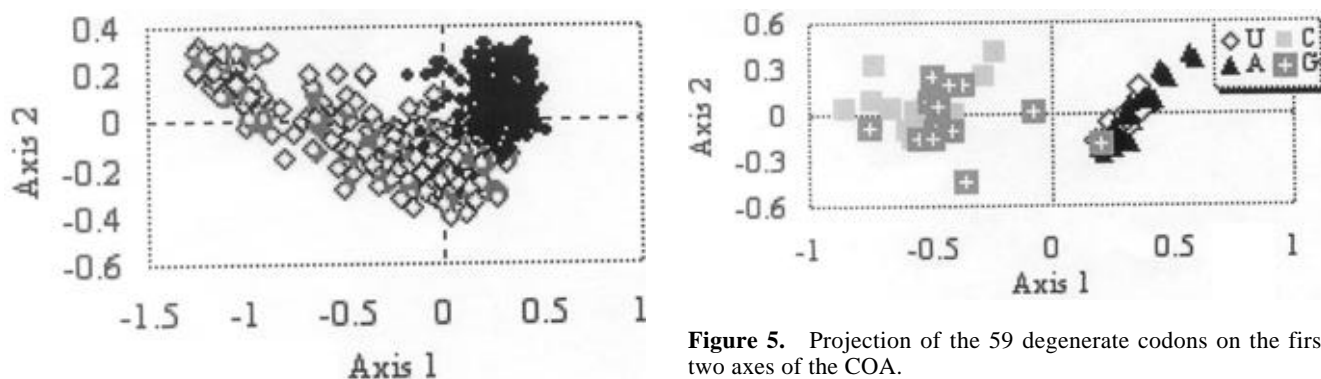 0.4
0.2
0
-0.2
-0.4
-0.6
Axis 2
-1.5 -1 -0.5 0 0.5 1
Axis 1
0.6
0.3
0
-0.3
-0.6
Axis 2
U C
A G
-1 -0.5 0 0.5 1
Axis 1
Figure 5. Projection of the 59 degenerate codons on the firs
two axes of the COA.